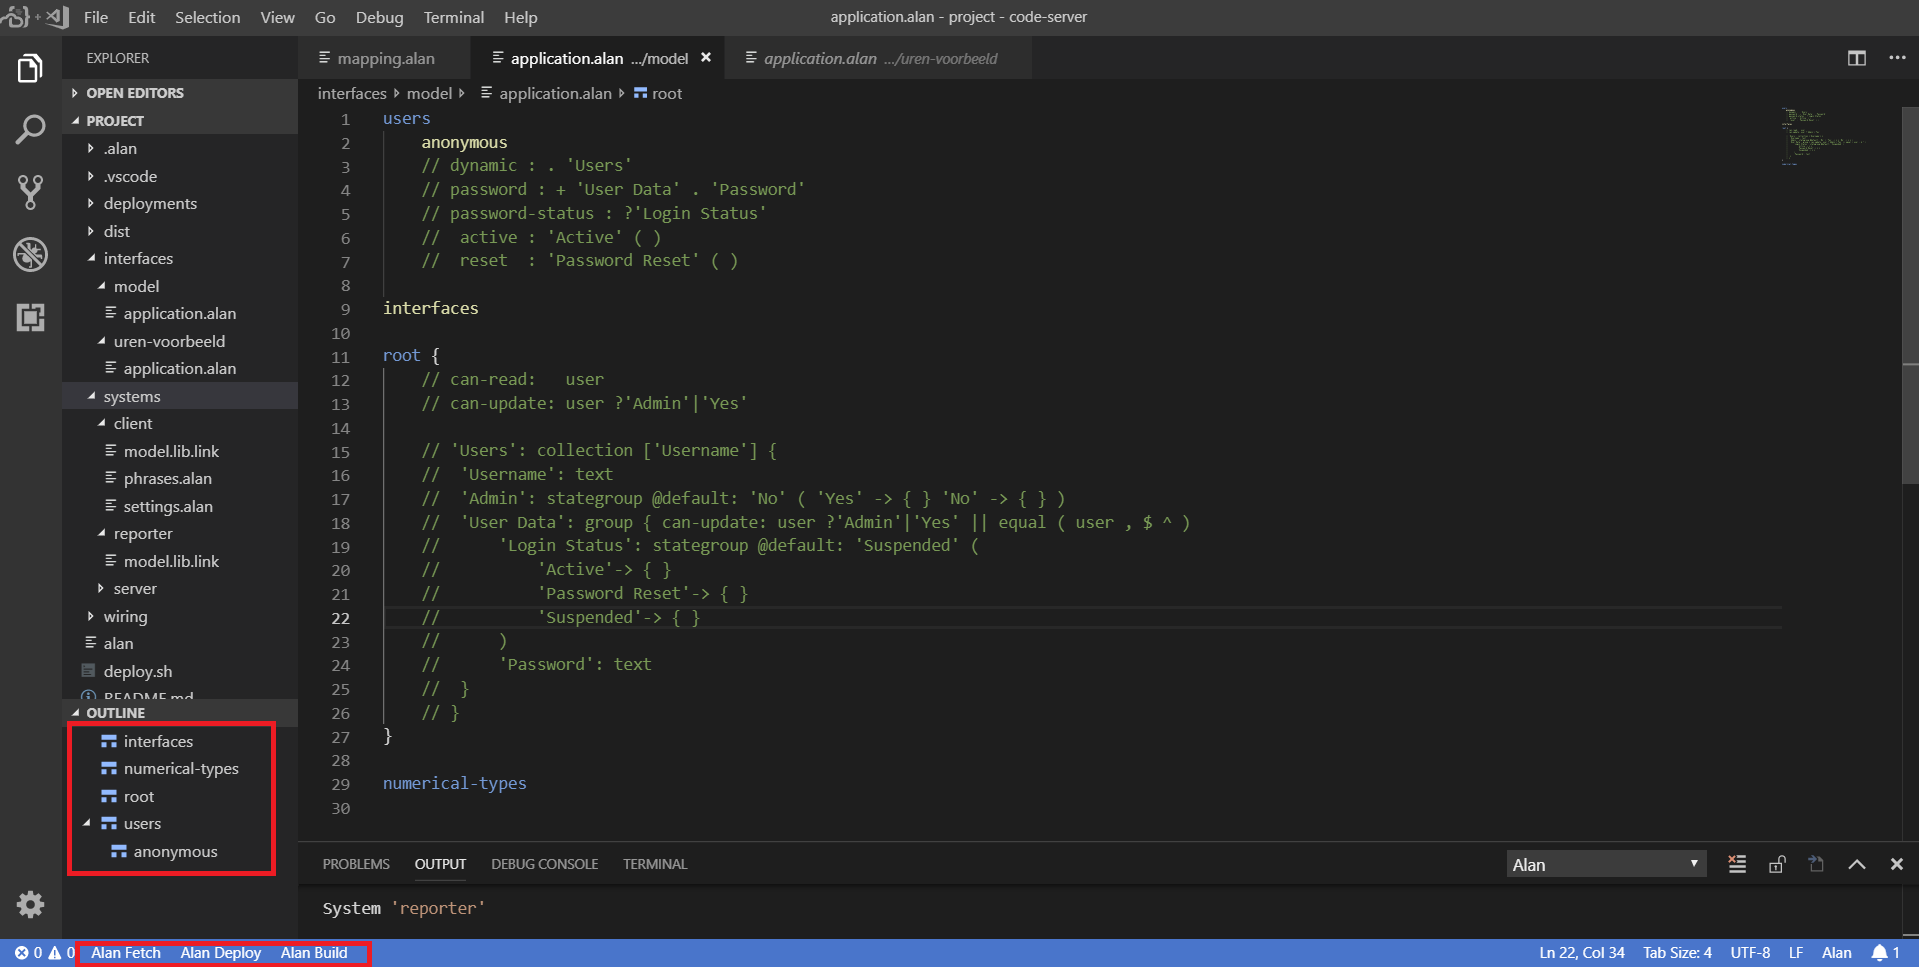 File Edit Selection View Go Debug Terminal Help
application.alan - project - code-server
EXPLORER
OPEN EDITORS
PROJECT
.alan
.vscode
deployments
dist
interfaces
model
application.alan
uren-voorbeeld
application.alan
systems
client
model.lib.link
phrases.alan
settings.alan
reporter
model.lib.link
server
wiring
alan
deploy.sh
README.md
OUTLINE
interfaces
numerical-types
root
users
anonymous
mapping.alan
application.alan .../model
application.alan .../uren-voorbeeld
interfaces model application.alan root
1 users
2 anonymous
3 // dynamic : . 'Users'
4 // password : + 'User Data' . 'Password'
5 // password-status : ?'Login Status'
6 // active : 'Active' ( )
7 // reset : 'Password Reset' ( )
8
9 interfaces
10
11 root {
12 // can-read: user
13 // can-update: user ?'Admin'|'Yes'
14
15 // 'Users': collection ['Username'] {
16 // 'Username': text
17 // 'Admin': stategroup @default: 'No' ( 'Yes' -> { } 'No' -> { } )
18 // 'User Data': group { can-update: user ?'Admin'|'Yes' || equal ( user , $ ^ )
19 // 'Login Status': stategroup @default: 'Suspended' (
20 // 'Active'-> { }
21 // 'Password Reset'-> { }
22 // 'Suspended'-> { }
23 // )
24 // 'Password': text
25 // }
26 // }
27 }
28
29 numerical-types
30
PROBLEMS OUTPUT DEBUG CONSOLE TERMINAL
Alan
System 'reporter'
0 0 Alan Fetch Alan Deploy Alan Build
Ln 22, Col 34 Tab Size: 4 UTF-8 LF Alan 1